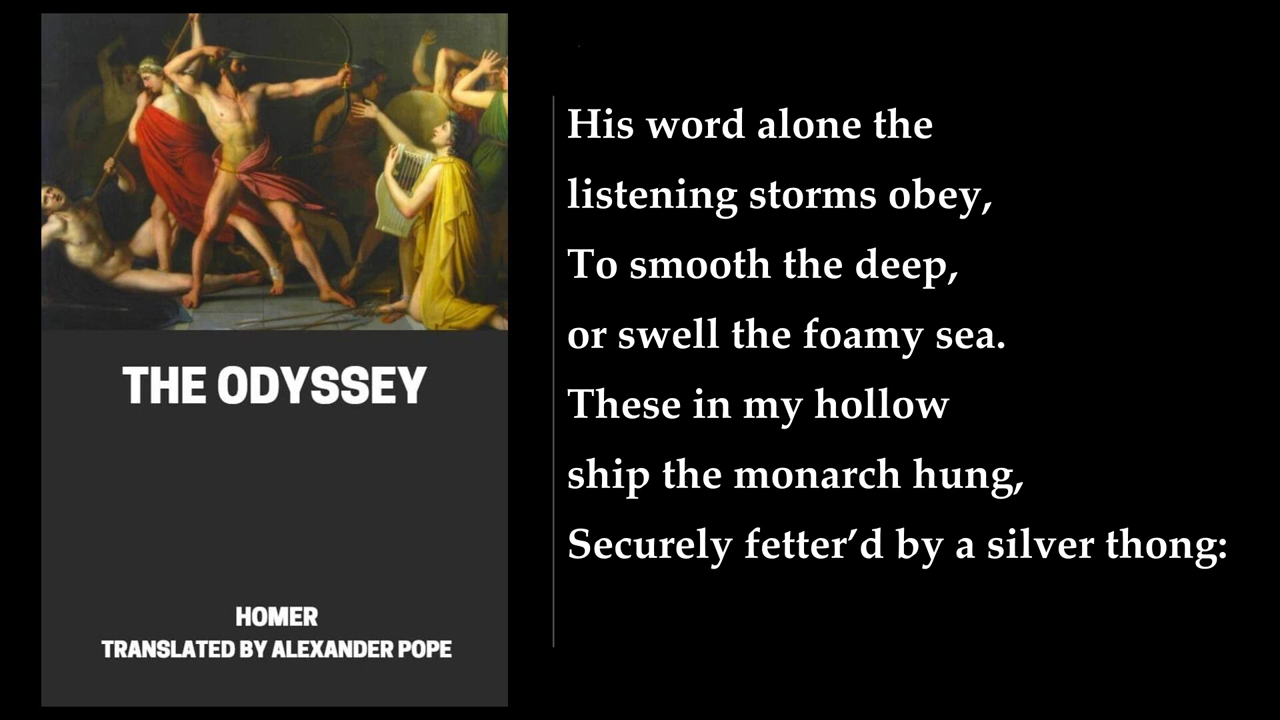 THE ODYSSEY
HOMER
TRANSLATED BY ALEXANDER POPE
His word alone the
listening storms obey,
To smooth the deep,
or swell the foamy sea.
These in my hollow
ship the monarch hung,
Securely fetter’d by a silver thong: